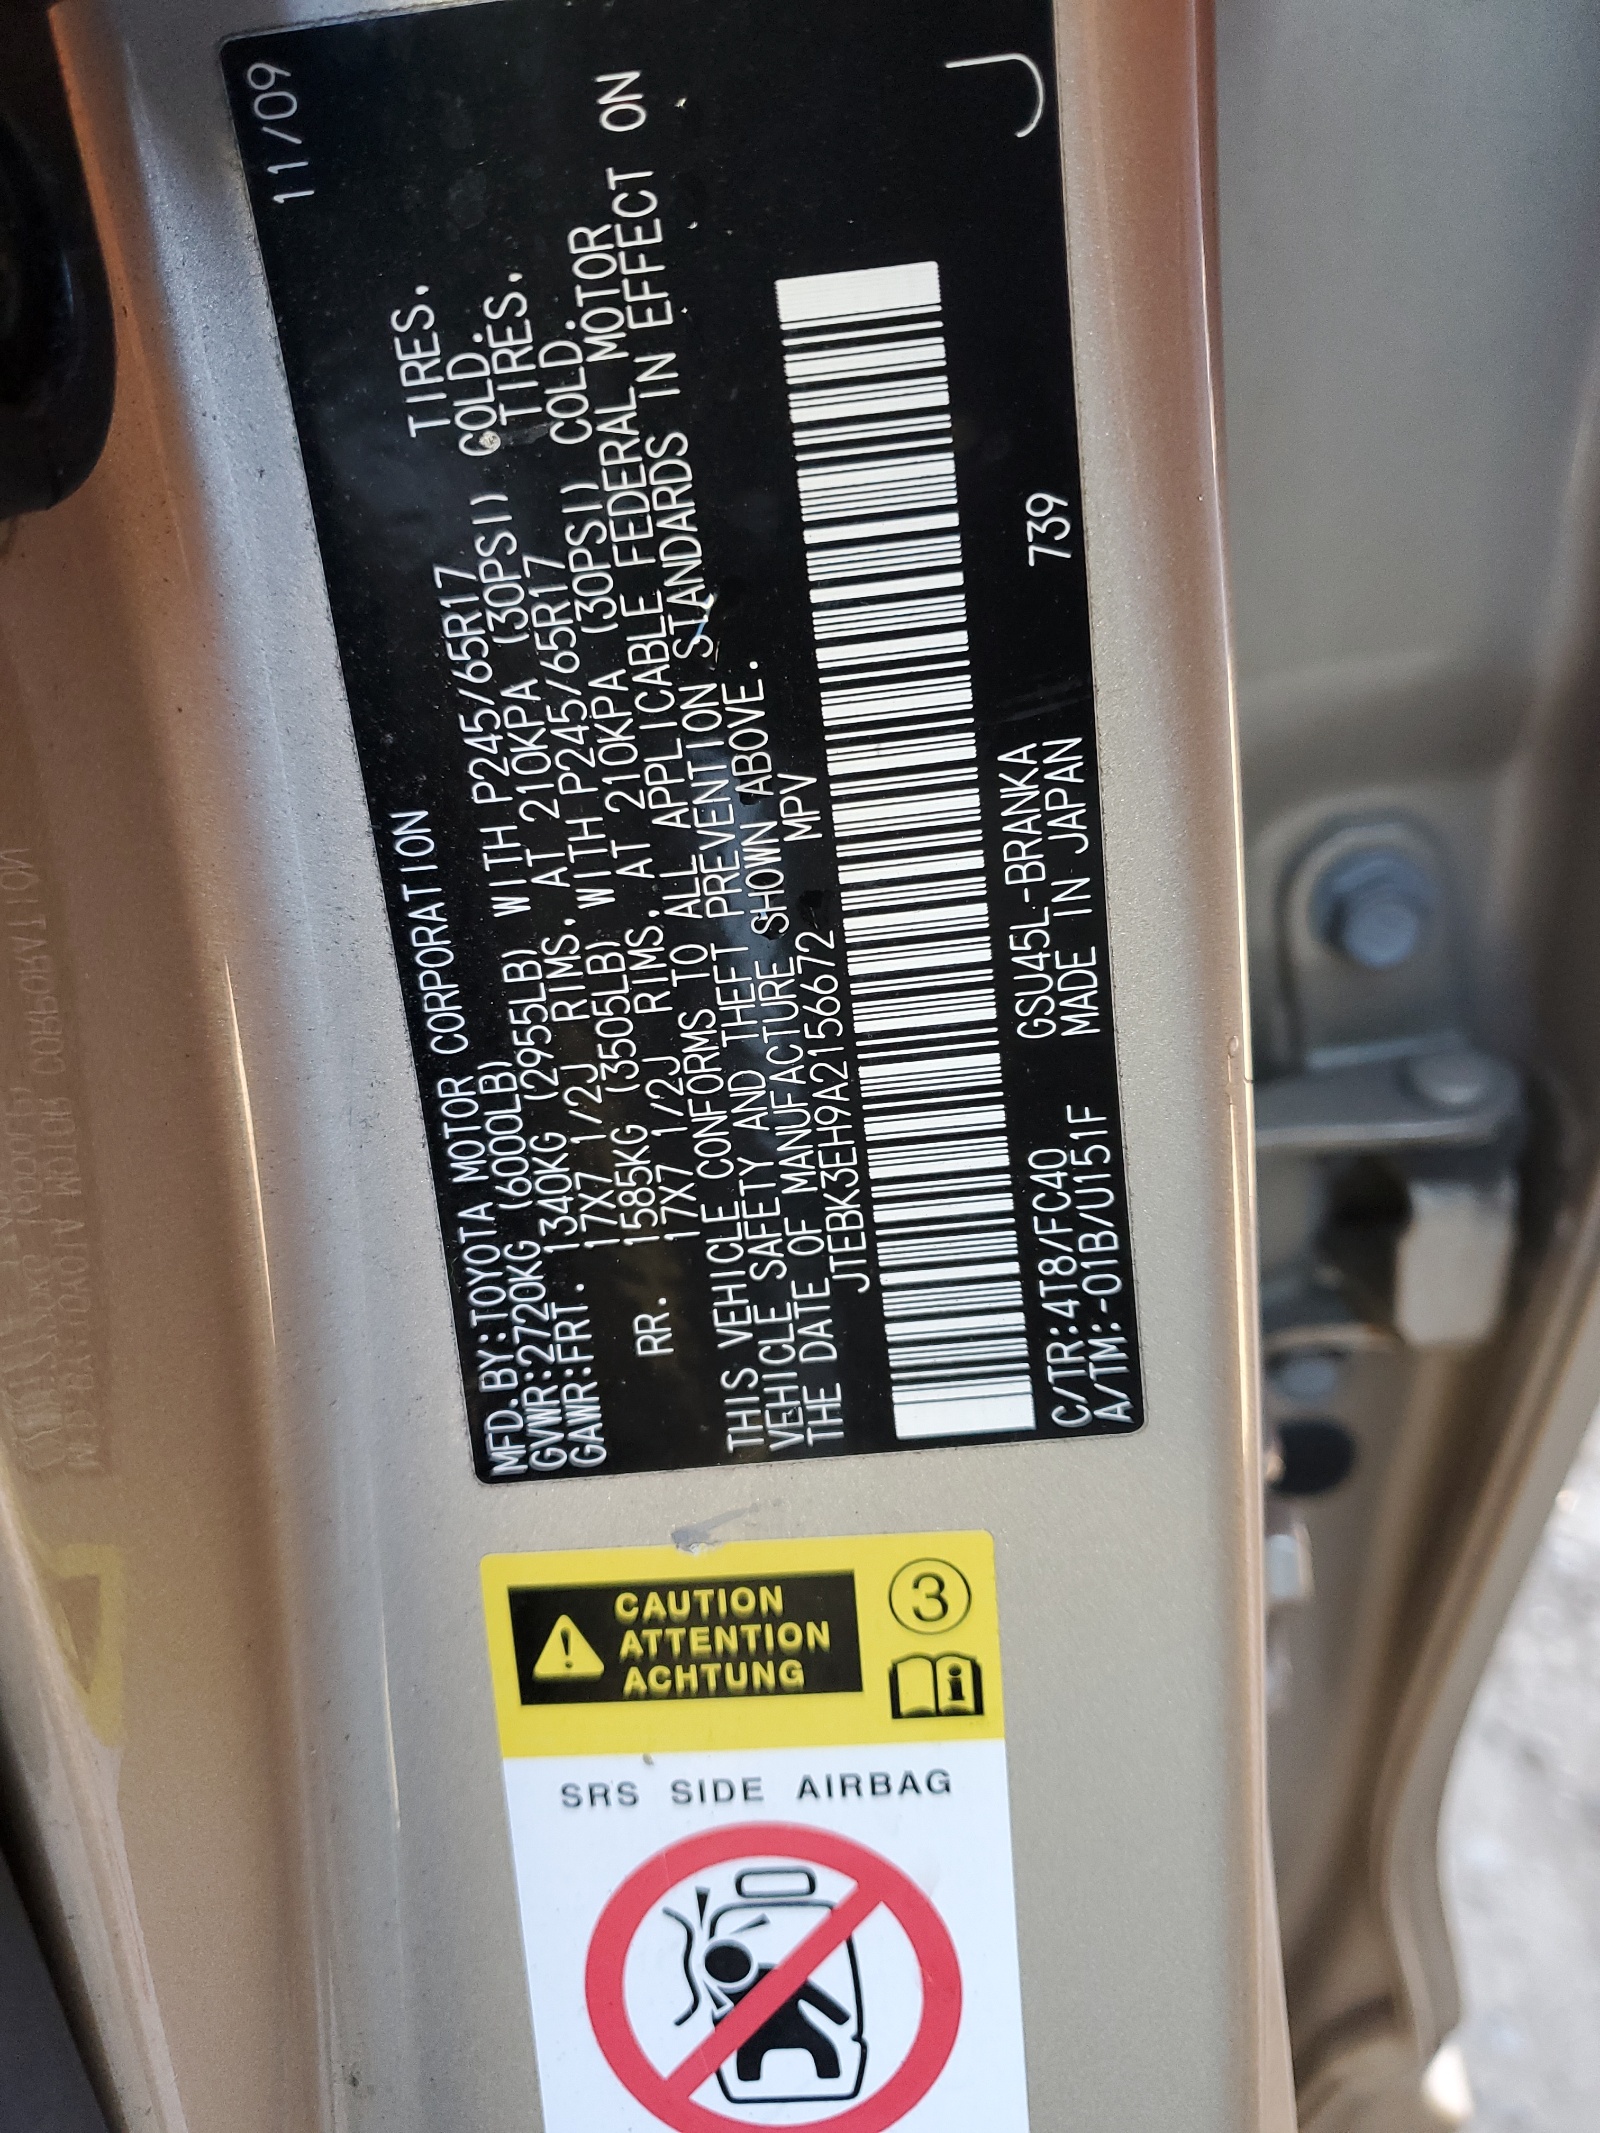 11/09
MFD.BY:TOYOTA MOTOR CORPORATION
GVWR:2720KG (6000LB)
GAWR:FRT. 1340KG (2955LB) WITH P245/65R17 TIRES.
17X7 1/2J RIMS, AT 210KPA (30PSI) COLD.
RR. 1585KG (3505LB) WITH P245/65R17 TIRES.
17X7 1/2J RIMS, AT 210KPA (30PSI) COLD.
THIS VEHICLE CONFORMS TO ALL APPLICABLE FEDERAL MOTOR
VEHICLE SAFETY AND THEFT PREVENTION STANDARDS IN EFFECT ON
THE DATE OF MANUFACTURE SHOWN ABOVE.
JTEBK3EH9A2156672 MPV
C/TR:4T8/FC40 GSU45L-BRANKA 739
A/TM:-01B/U151F MADE IN JAPAN
J
CAUTION
ATTENTION
ACHTUNG
3
i
SRS SIDE AIRBAG